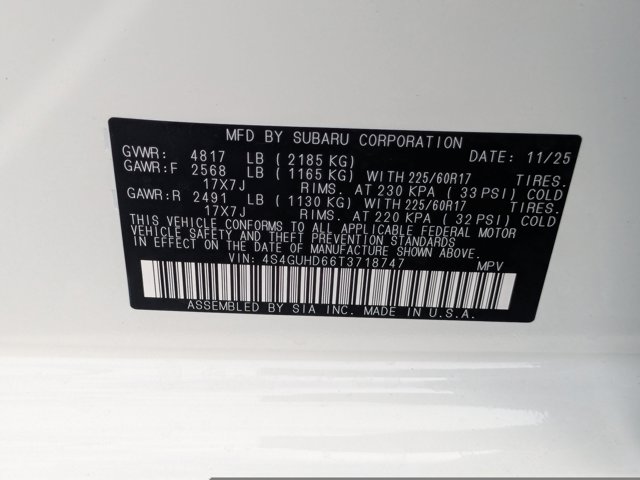 MFD BY SUBARU CORPORATION
GVWR: 4817 LB (2185 KG) DATE: 11/25
GAWR:F 2568 LB (1165 KG) WITH 225/60R17 TIRES.
17X7J RIMS. AT 230 KPA (33 PSI) COLD
GAWR:R 2491 LB (1130 KG) WITH 225/60R17 TIRES.
17X7J RIMS. AT 220 KPA (32 PSI) COLD
THIS VEHICLE CONFORMS TO ALL APPLICABLE FEDERAL MOTOR
VEHICLE SAFETY AND THEFT PREVENTION STANDARDS
IN EFFECT ON THE DATE OF MANUFACTURE SHOWN ABOVE.
VIN: 4S4GUHD66T3718747 MPV
ASSEMBLED BY SIA INC. MADE IN U.S.A.